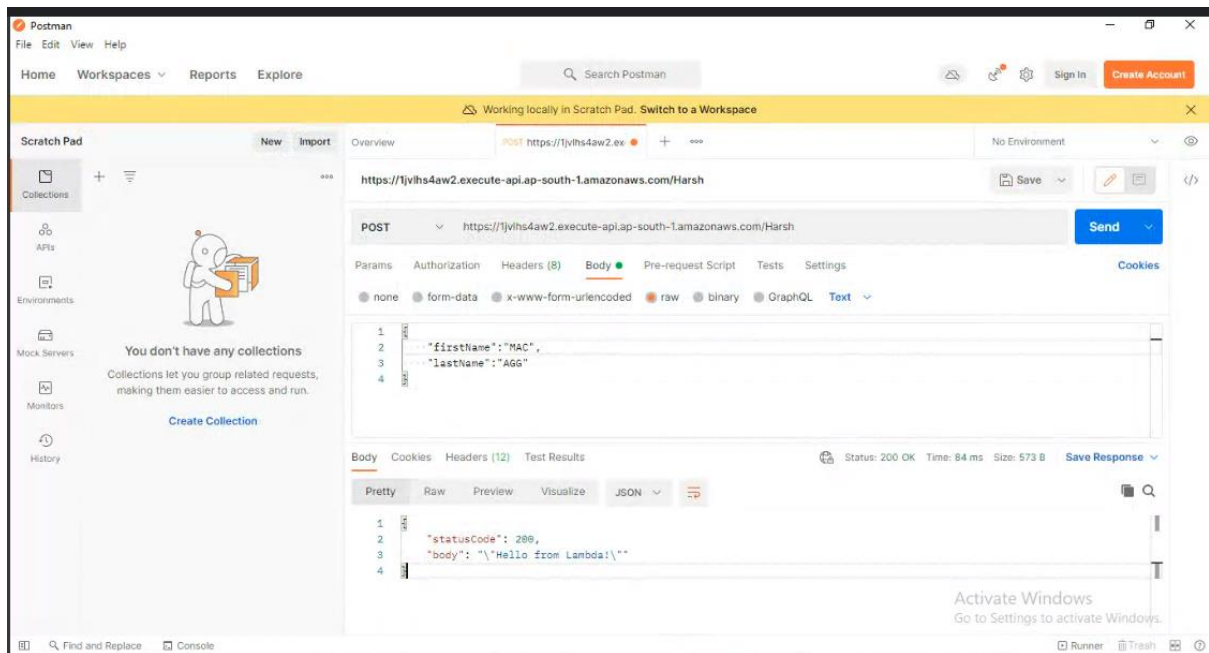 Postman
File Edit View Help
Home Workspaces Reports Explore
Search Postman
Sign In Create Account
Working locally in Scratch Pad. Switch to a Workspace
Scratch Pad New Import
Overview POST https://1jvlhs4aw2.ex
No Environment
Collections
APIs
Environments
Mock Servers
Monitors
History
You don't have any collections
Collections let you group related requests,
making them easier to access and run.
Create Collection
https://1jvlhs4aw2.execute-api.ap-south-1.amazonaws.com/Harsh
Save
POST https://1jvlhs4aw2.execute-api.ap-south-1.amazonaws.com/Harsh
Send
Params Authorization Headers (8) Body Pre-request Script Tests Settings
Cookies
none form-data x-www-form-urlencoded raw binary GraphQL Text
1 {
2 "firstName":"MAC",
3 "lastName":"AGG"
4 }
Body Cookies Headers (12) Test Results
Status: 200 OK Time: 84 ms Size: 573 B Save Response
Pretty Raw Preview Visualize JSON
1 {
2 "statusCode": 200,
3 "body": "\"Hello from Lambda!\""
4 }
Activate Windows
Go to Settings to activate Windows.
Find and Replace Console
Runner Trash